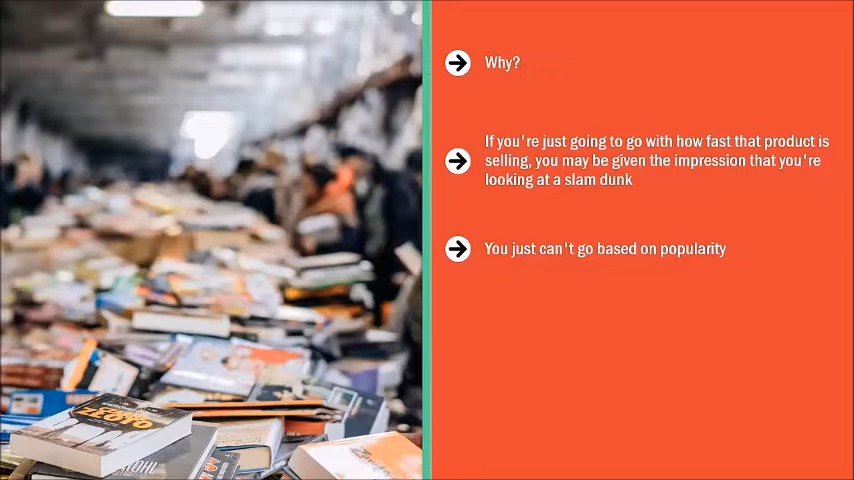 Why?
If you're just going to go with how fast that product is
selling, you may be given the impression that you're
looking at a slam dunk
You just can't go based on popularity